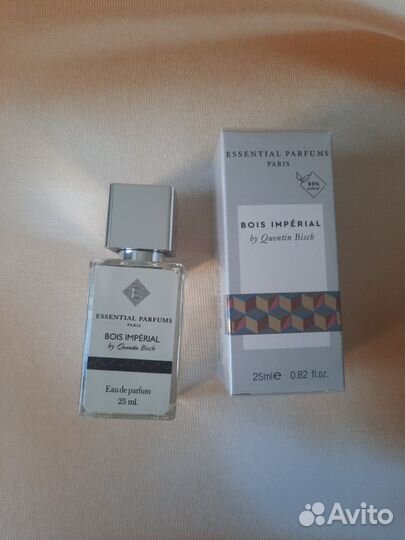 ESSENTIAL PARFUMS
PARIS
BOIS IMPÉRIAL
by Quentin Bisch
Eau de parfum
25 ml.
ESSENTIAL PARFUMS
PARIS
93%
BOIS IMPÉRIAL
by Quentin Bisch
25ml℮ 0.82 fl.oz.
Avito